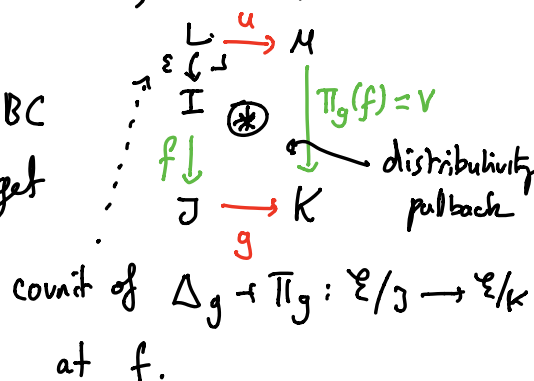 L u M
ε
BC I ⊛ Π_g(f) = v
get f distributivity
J K pullback
g
counit of Δ_g ⊣ Π_g : ℰ/J → ℰ/K
at f.